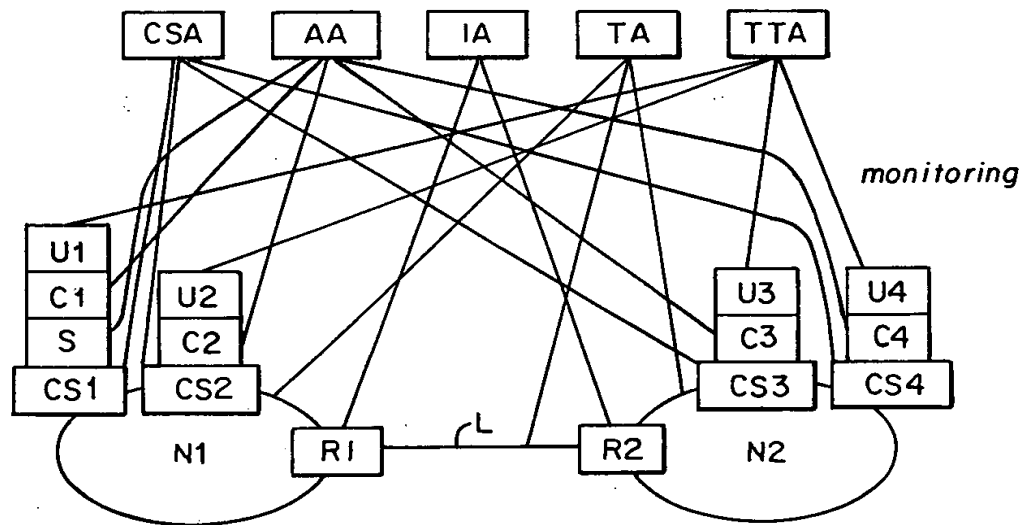 CSA AA IA TA TTA
monitoring
U1
C1 U2 U3 U4
S C2 C3 C4
CS1 CS2 CS3 CS4
L
N1 R1 R2 N2